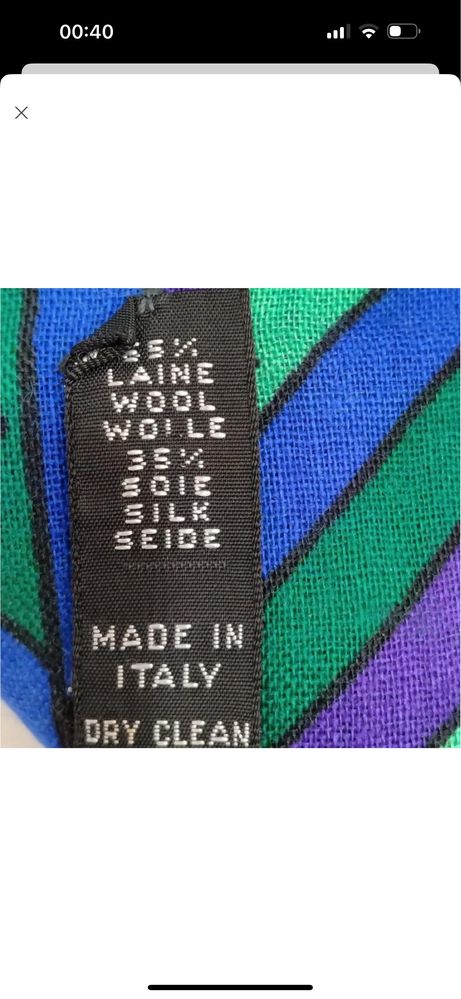 00:40
LAINE
WOOL
WOLLE
35%
SOIE
SILK
SEIDE
MADE IN
ITALY
DRY CLEAN